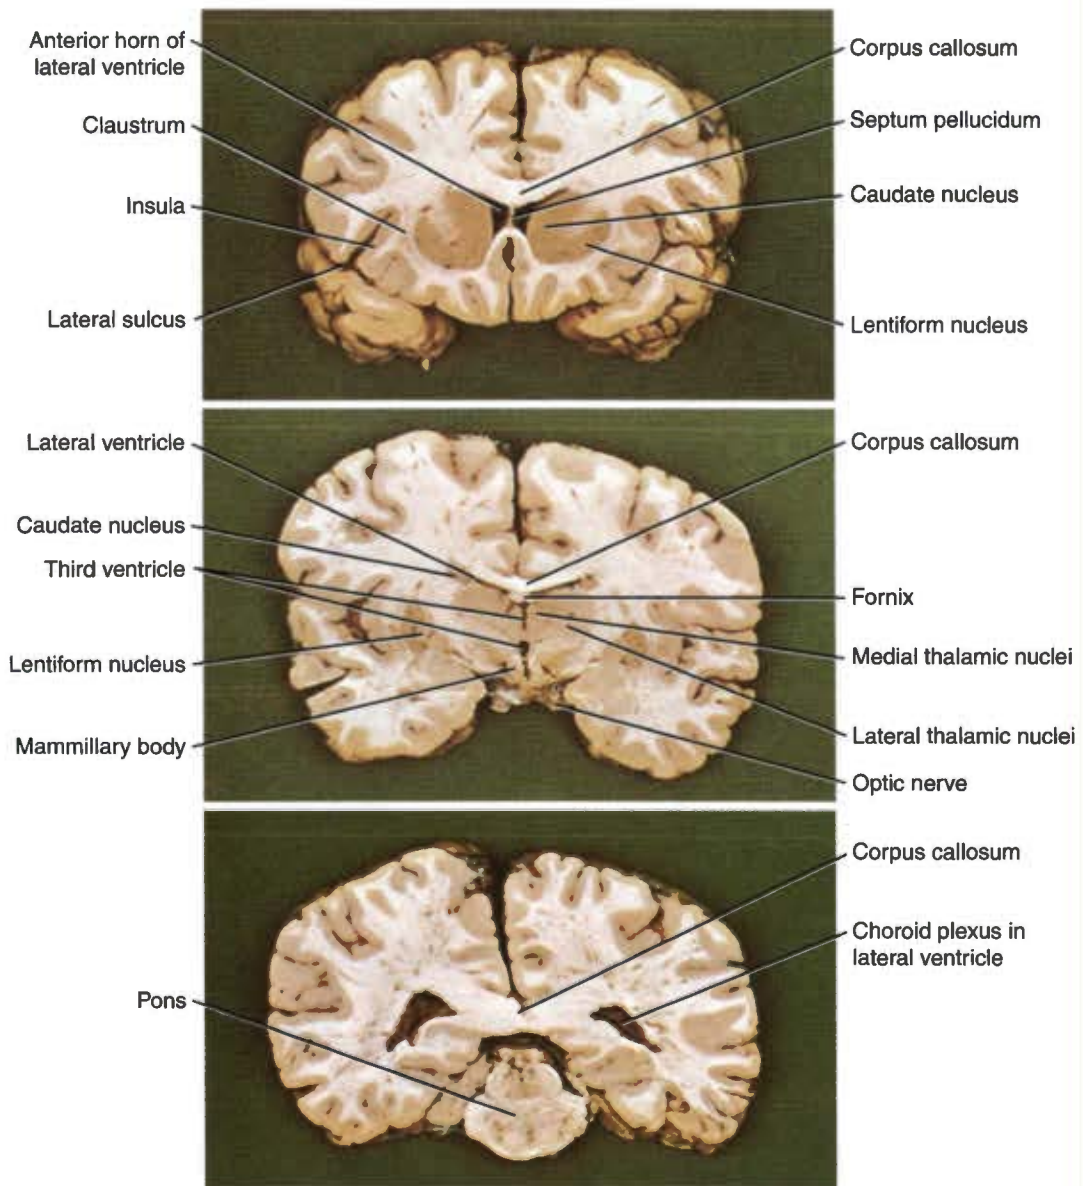 Anterior horn of
lateral ventricle
Claustrum
Insula
Lateral sulcus
Corpus callosum
Septum pellucidum
Caudate nucleus
Lentiform nucleus
Lateral ventricle
Caudate nucleus
Third ventricle
Lentiform nucleus
Mammillary body
Corpus callosum
Fornix
Medial thalamic nuclei
Lateral thalamic nuclei
Optic nerve
Pons
Corpus callosum
Choroid plexus in
lateral ventricle